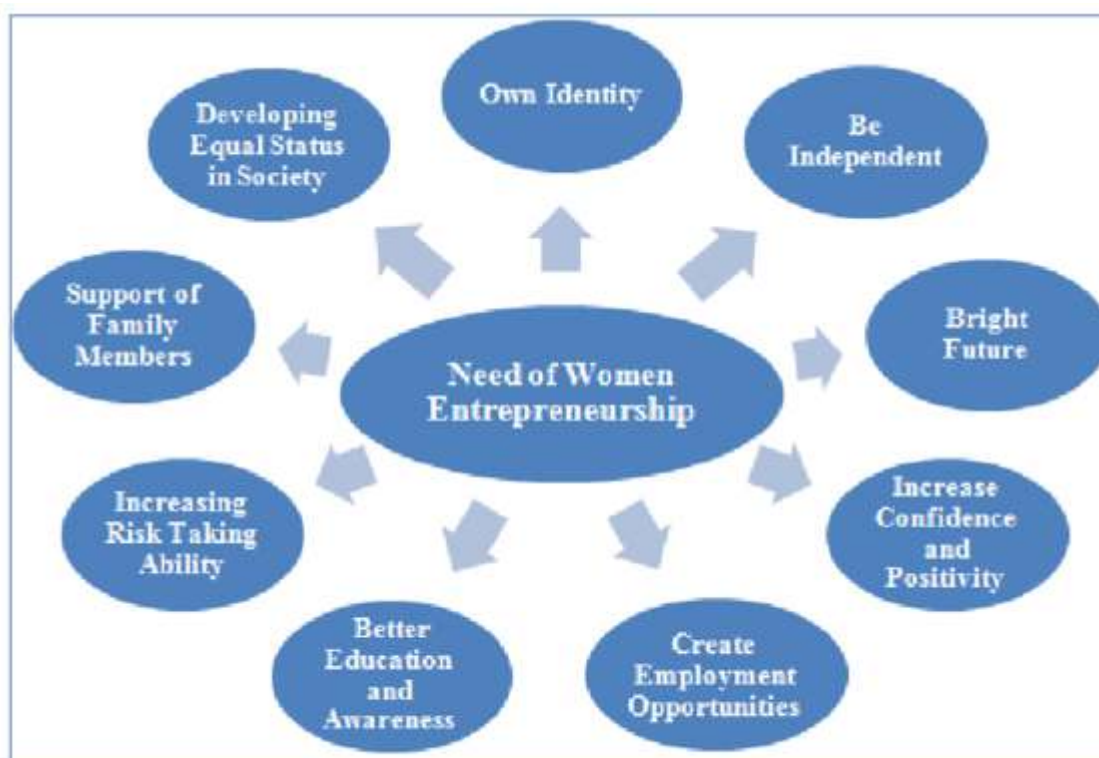 Own Identity
Be
Independent
Bright
Future
Increase
Confidence
and
Positivity
Create
Employment
Opportunities
Better
Education
and
Awareness
Increasing
Risk Taking
Ability
Support of
Family
Members
Developing
Equal Status
in Society
Need of Women
Entrepreneurship